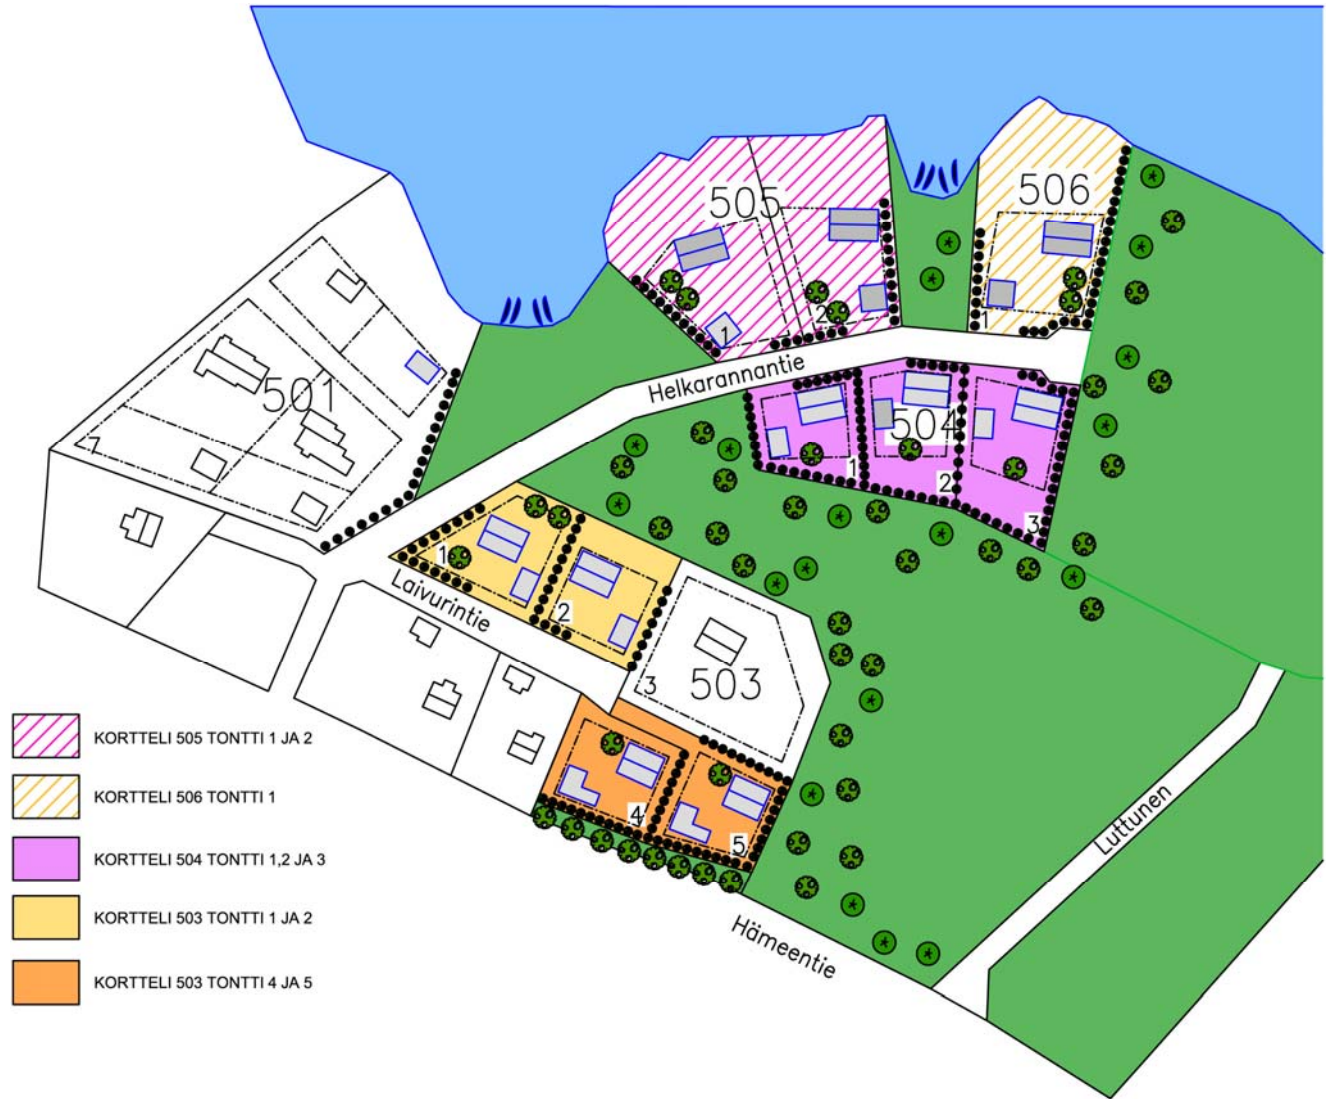 505
506
1
2
1
Helkarannantie
501
7
504
1
2
3
1
2
Laivurintie
3
503
4
5
KORTTELI 505 TONTTI 1 JA 2
KORTTELI 506 TONTTI 1
KORTTELI 504 TONTTI 1,2 JA 3
KORTTELI 503 TONTTI 1 JA 2
KORTTELI 503 TONTTI 4 JA 5
Luttunen
Hämeentie